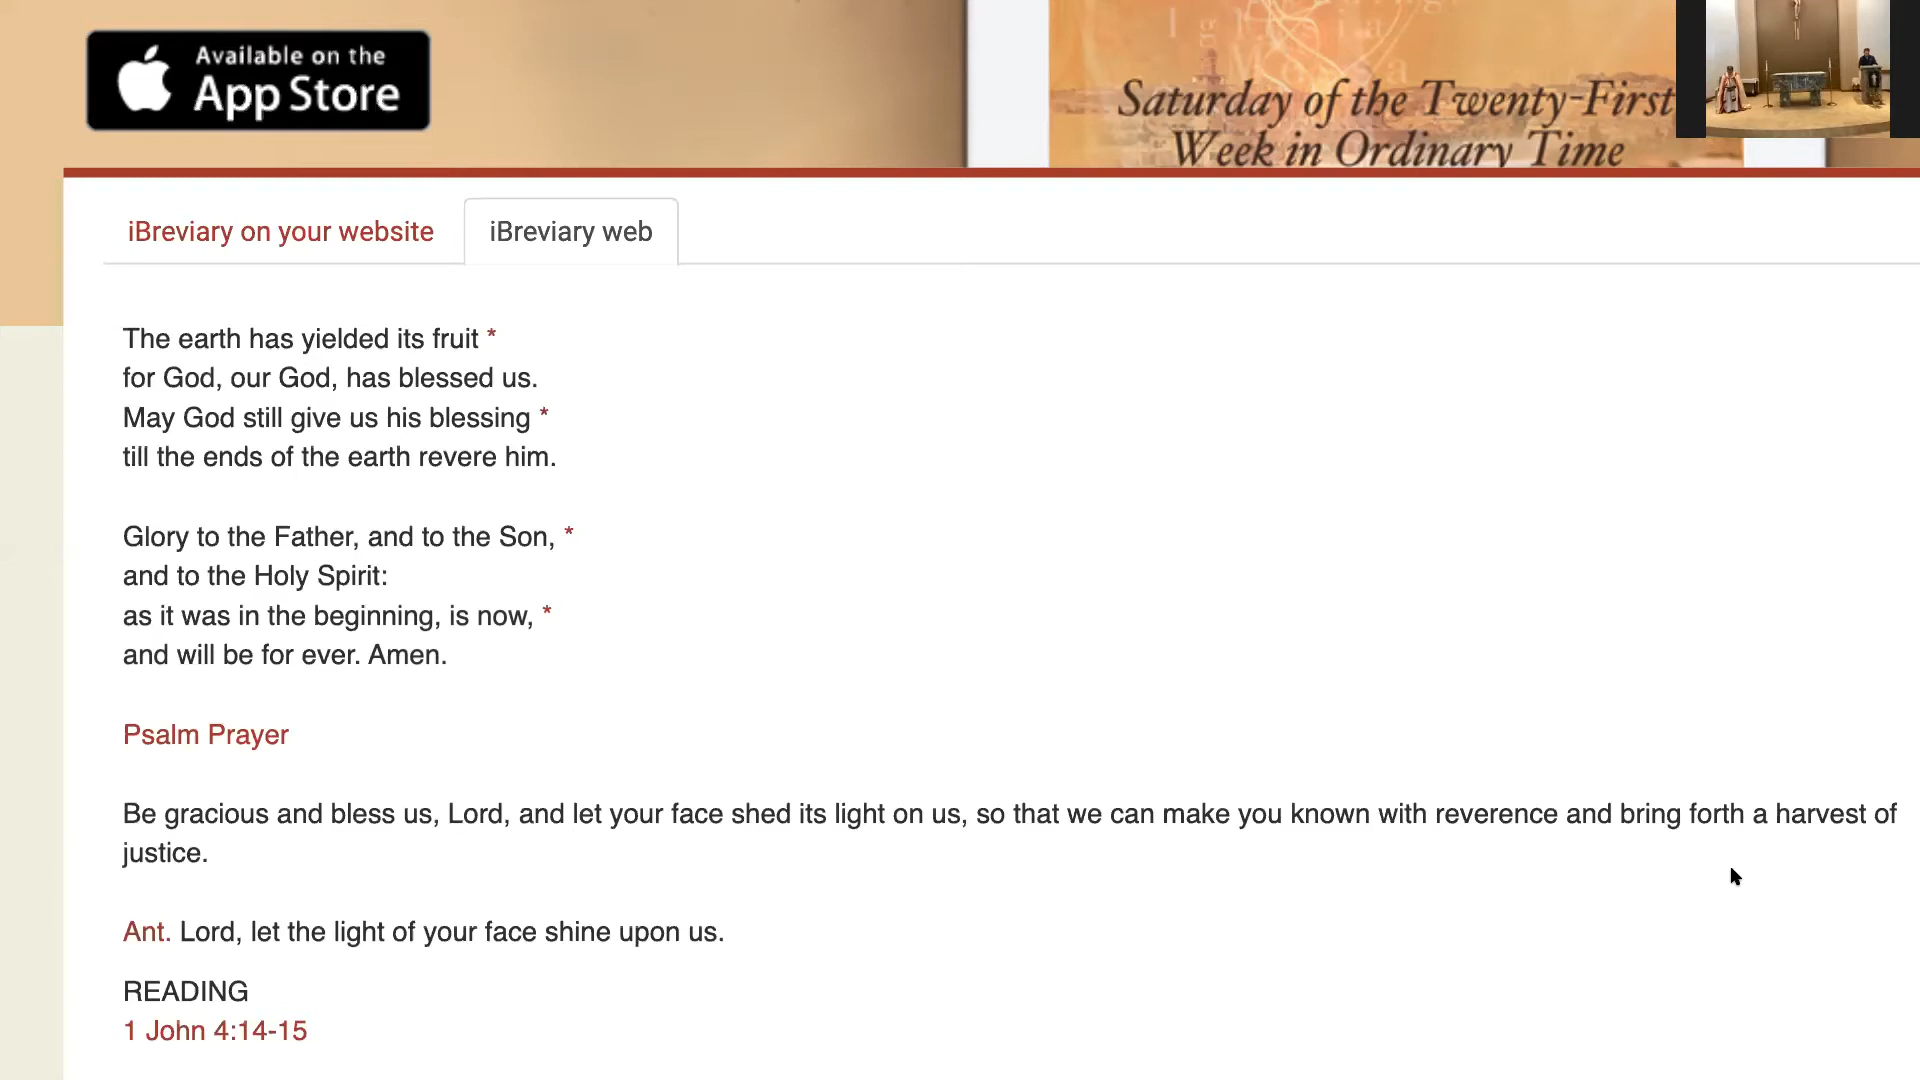 Available on the
App Store
Iglesia
Saturday of the Twenty-First
Week in Ordinary Time
iBreviary on your website
iBreviary web
The earth has yielded its fruit *
for God, our God, has blessed us.
May God still give us his blessing *
till the ends of the earth revere him.
Glory to the Father, and to the Son, *
and to the Holy Spirit:
as it was in the beginning, is now, *
and will be for ever. Amen.
Psalm Prayer
Be gracious and bless us, Lord, and let your face shed its light on us, so that we can make you known with reverence and bring forth a harvest of
justice.
Ant. Lord, let the light of your face shine upon us.
READING
1 John 4:14-15